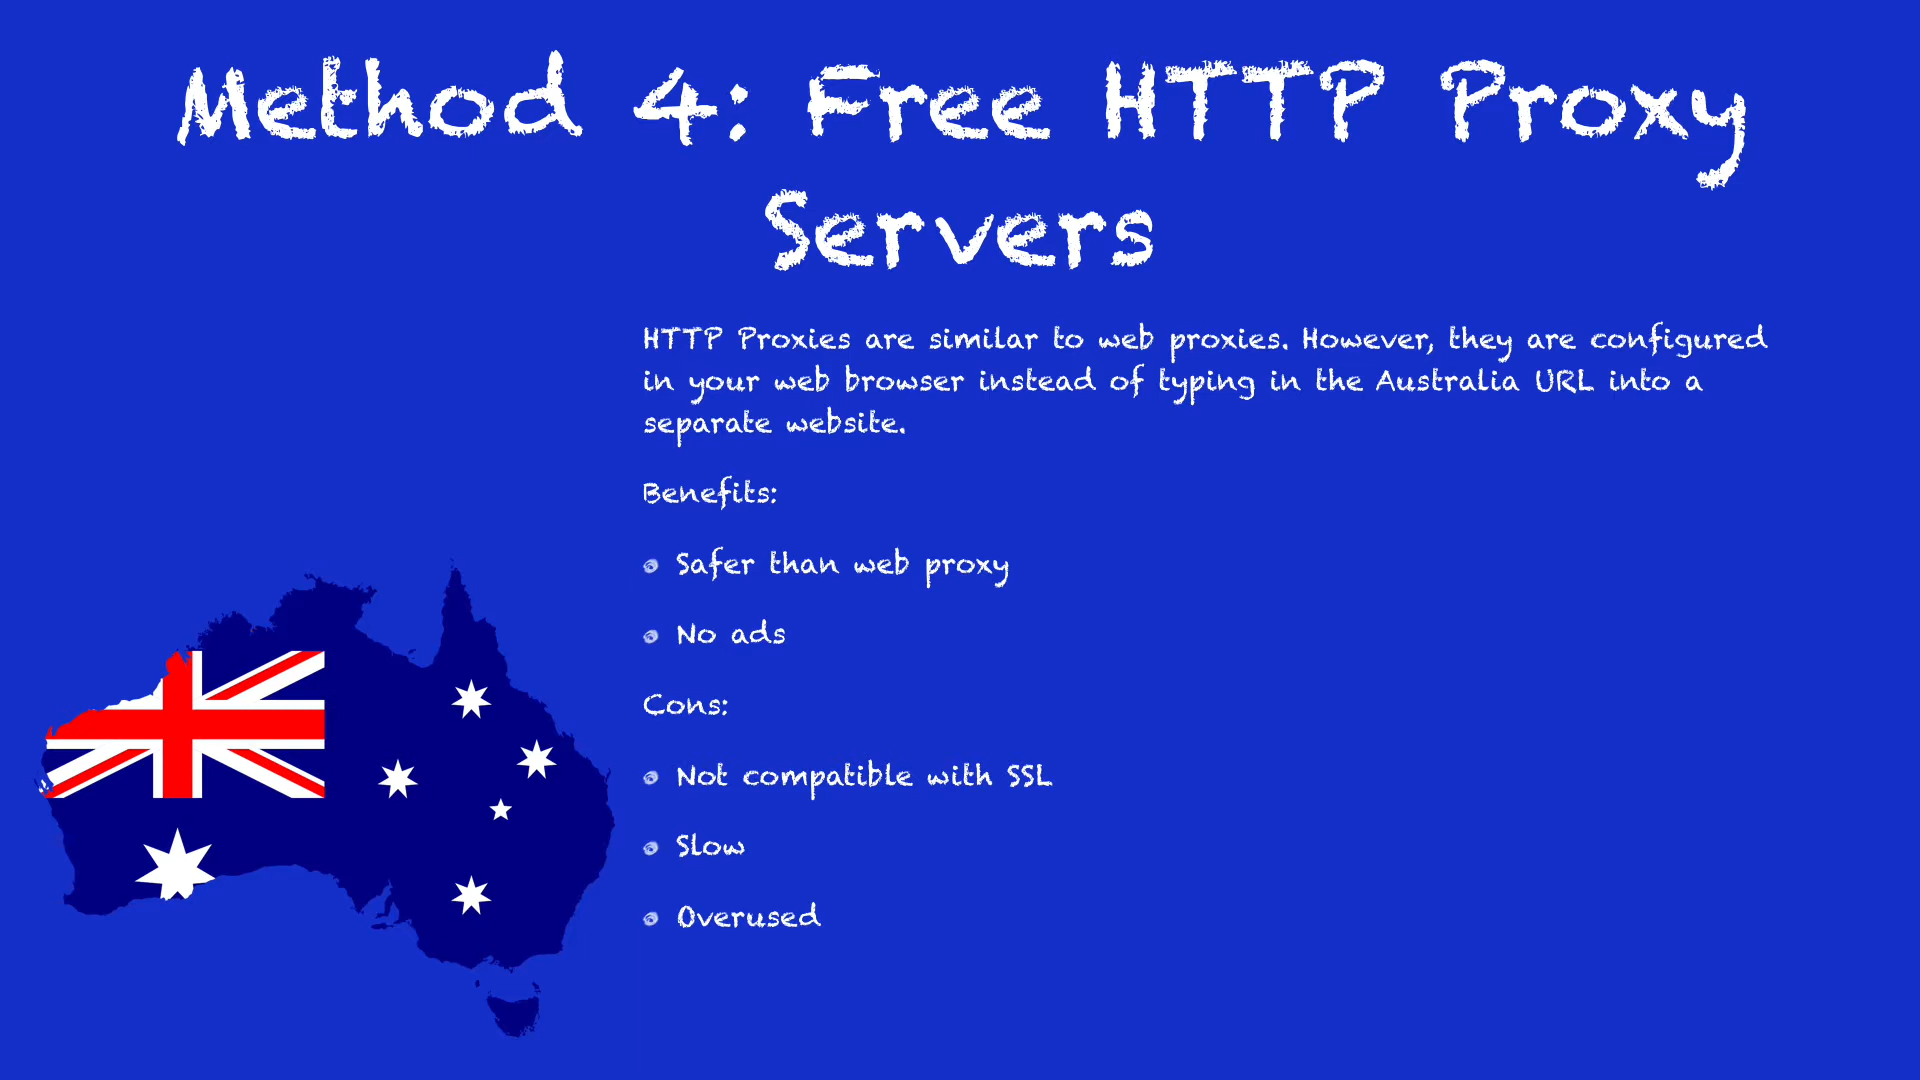 Method 4: Free HTTP Proxy
Servers
HTTP Proxies are similar to web proxies. However, they are configured
in your web browser instead of typing in the Australia URL into a
separate website.
Benefits:
Safer than web proxy
No ads
Cons:
Not compatible with SSL
Slow
Overused